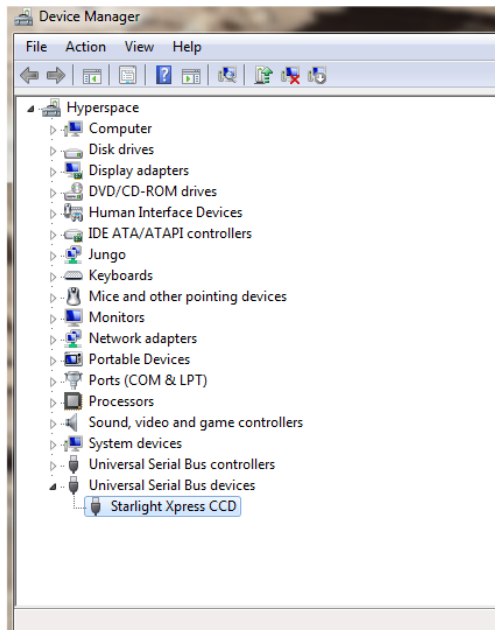 Device Manager
File Action View Help
Hyperspace
Computer
Disk drives
Display adapters
DVD/CD-ROM drives
Human Interface Devices
IDE ATA/ATAPI controllers
Jungo
Keyboards
Mice and other pointing devices
Monitors
Network adapters
Portable Devices
Ports (COM & LPT)
Processors
Sound, video and game controllers
System devices
Universal Serial Bus controllers
Universal Serial Bus devices
Starlight Xpress CCD